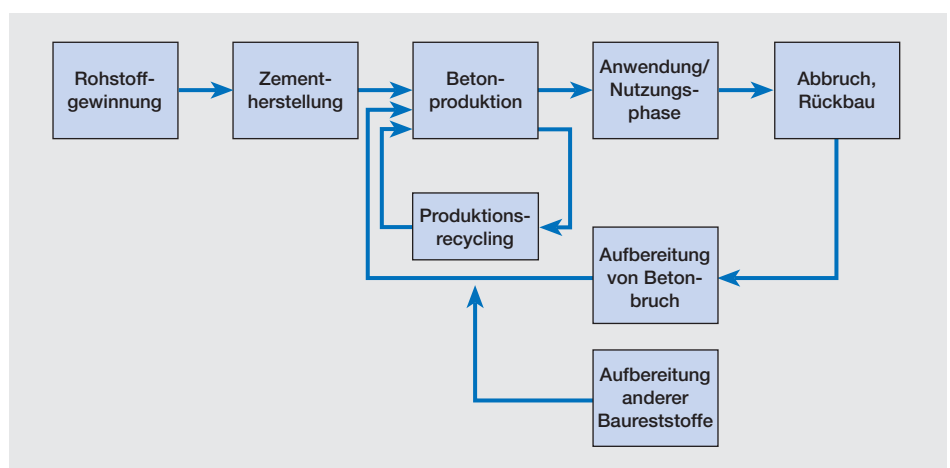 Rohstoff-
gewinnung
Zement-
herstellung
Beton-
produktion
Anwendung/
Nutzungs-
phase
Abbruch,
Rückbau
Produktions-
recycling
Aufbereitung
von Beton-
bruch
Aufbereitung
anderer
Baureststoffe